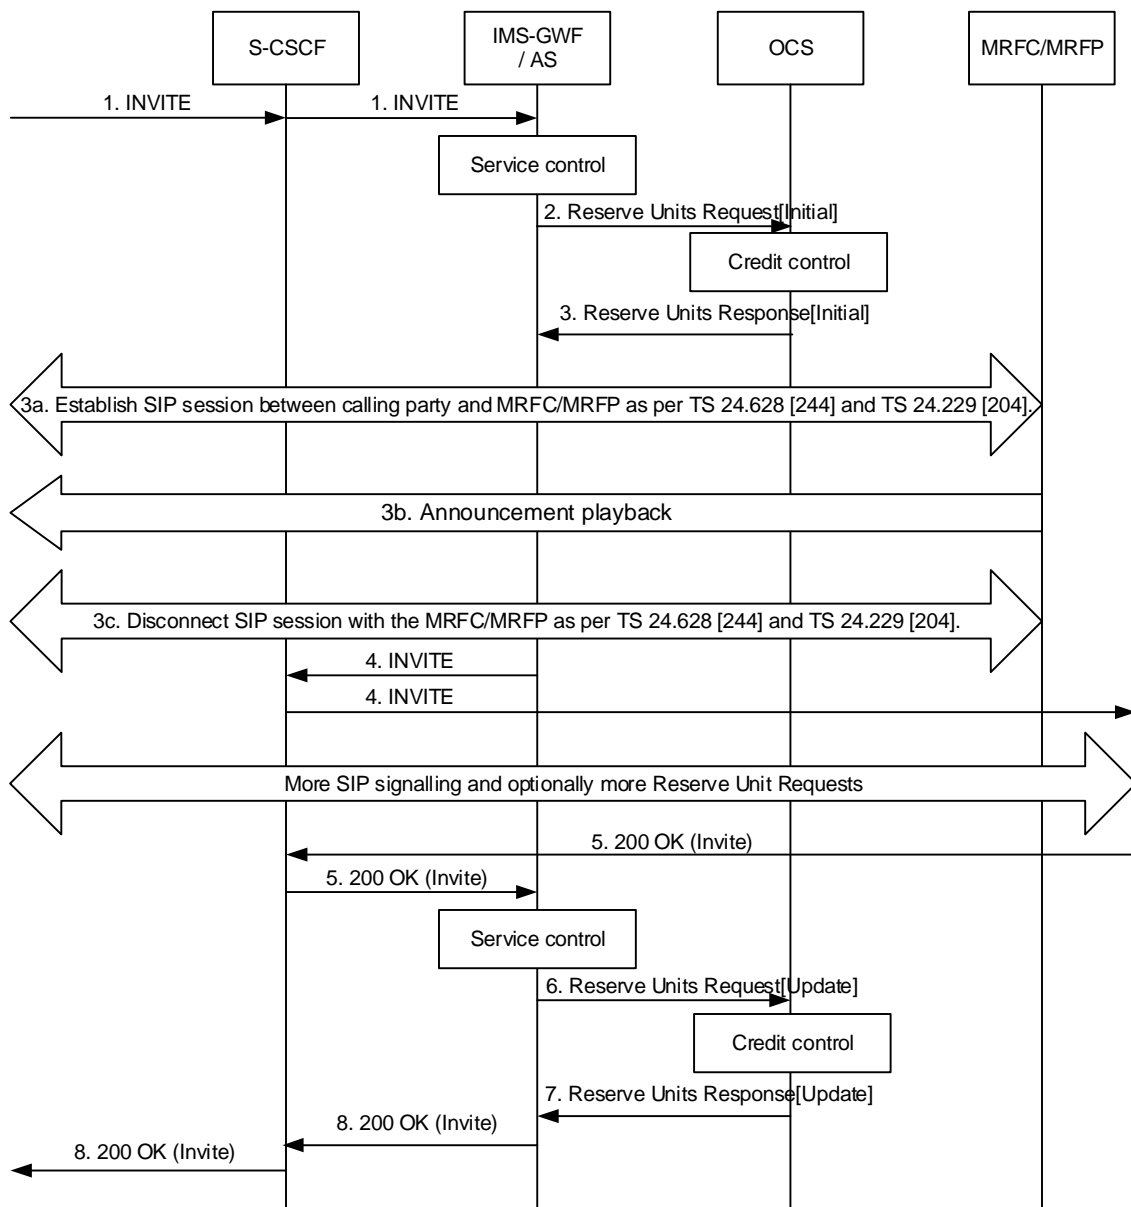 S-CSCF
IMS-GWF
/ AS
OCS
MRFC/MRFP
1. INVITE
1. INVITE
Service control
2. Reserve Units Request[Initial]
Credit control
3. Reserve Units Response[Initial]
3a. Establish SIP session between calling party and MRFC/MRFP as per TS 24.628 [244] and TS 24.229 [204].
3b. Announcement playback
3c. Disconnect SIP session with the MRFC/MRFP as per TS 24.628 [244] and TS 24.229 [204].
4. INVITE
4. INVITE
More SIP signalling and optionally more Reserve Unit Requests
5. 200 OK (Invite)
5. 200 OK (Invite)
Service control
6. Reserve Units Request[Update]
Credit control
7. Reserve Units Response[Update]
8. 200 OK (Invite)
8. 200 OK (Invite)